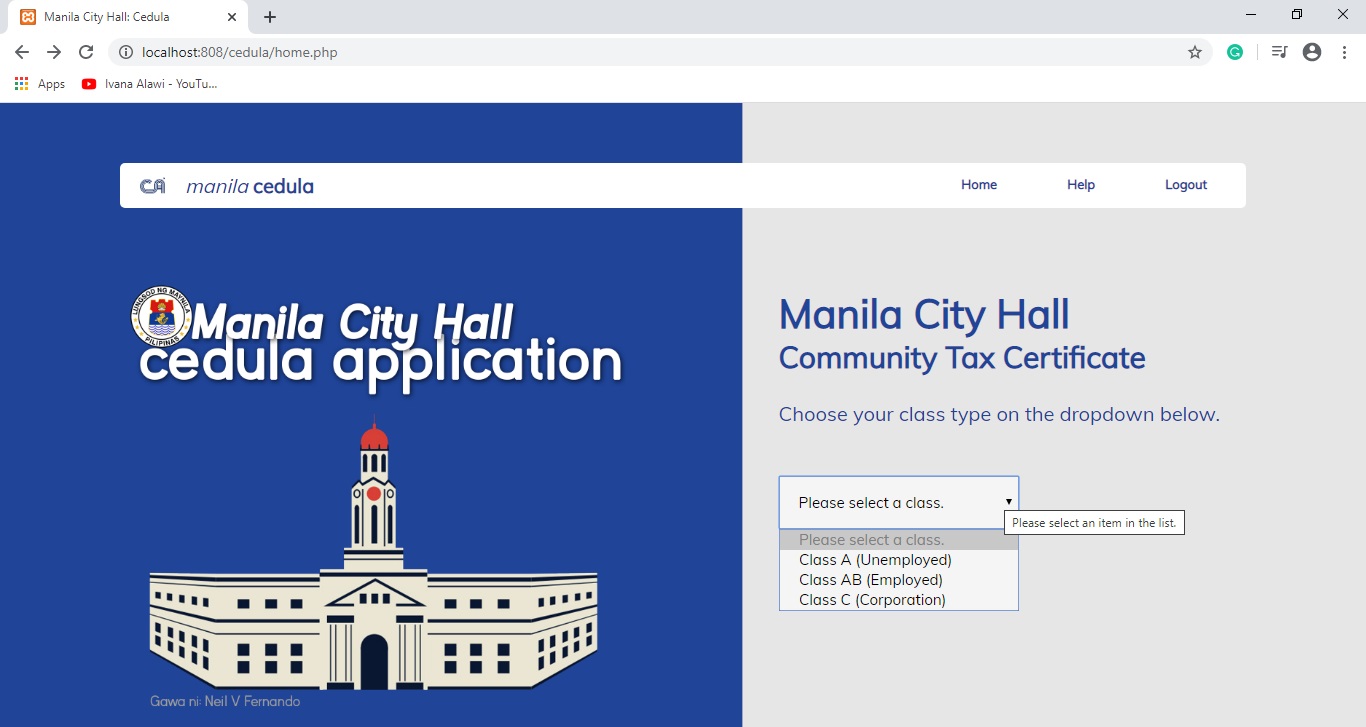 Manila City Hall: Cedula
localhost:808/cedula/home.php
Apps
Ivana Alawi - YouTu...
manila cedula
Home
Help
Logout
LUNGSOD NG MAYNILA
PILIPINAS
Manila City Hall
cedula application
Gawa ni: Neil V Fernando
Manila City Hall
Community Tax Certificate
Choose your class type on the dropdown below.
Please select a class.
Please select an item in the list.
Please select a class.
Class A (Unemployed)
Class AB (Employed)
Class C (Corporation)